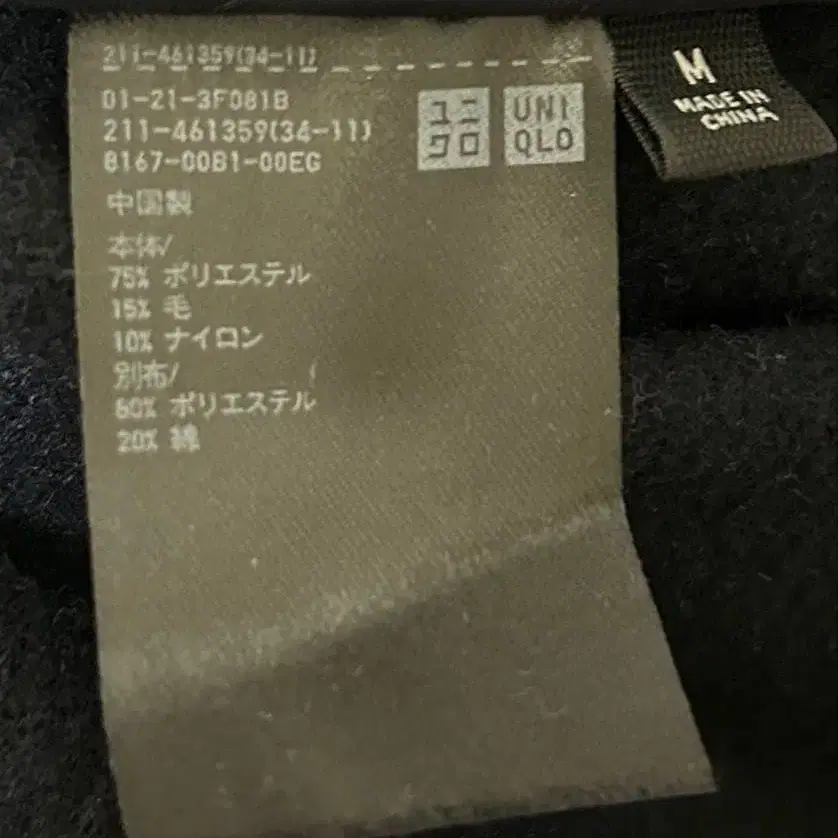 211-461359(34-11)
01-21-3F081B
211-461359(34-11)
8167-00B1-00EG
ユニ
クロ
UNI
QLO
M
MADE IN
CHINA
中国製
本体/
75% ポリエステル
15% 毛
10% ナイロン
別布/
80% ポリエステル
20% 綿